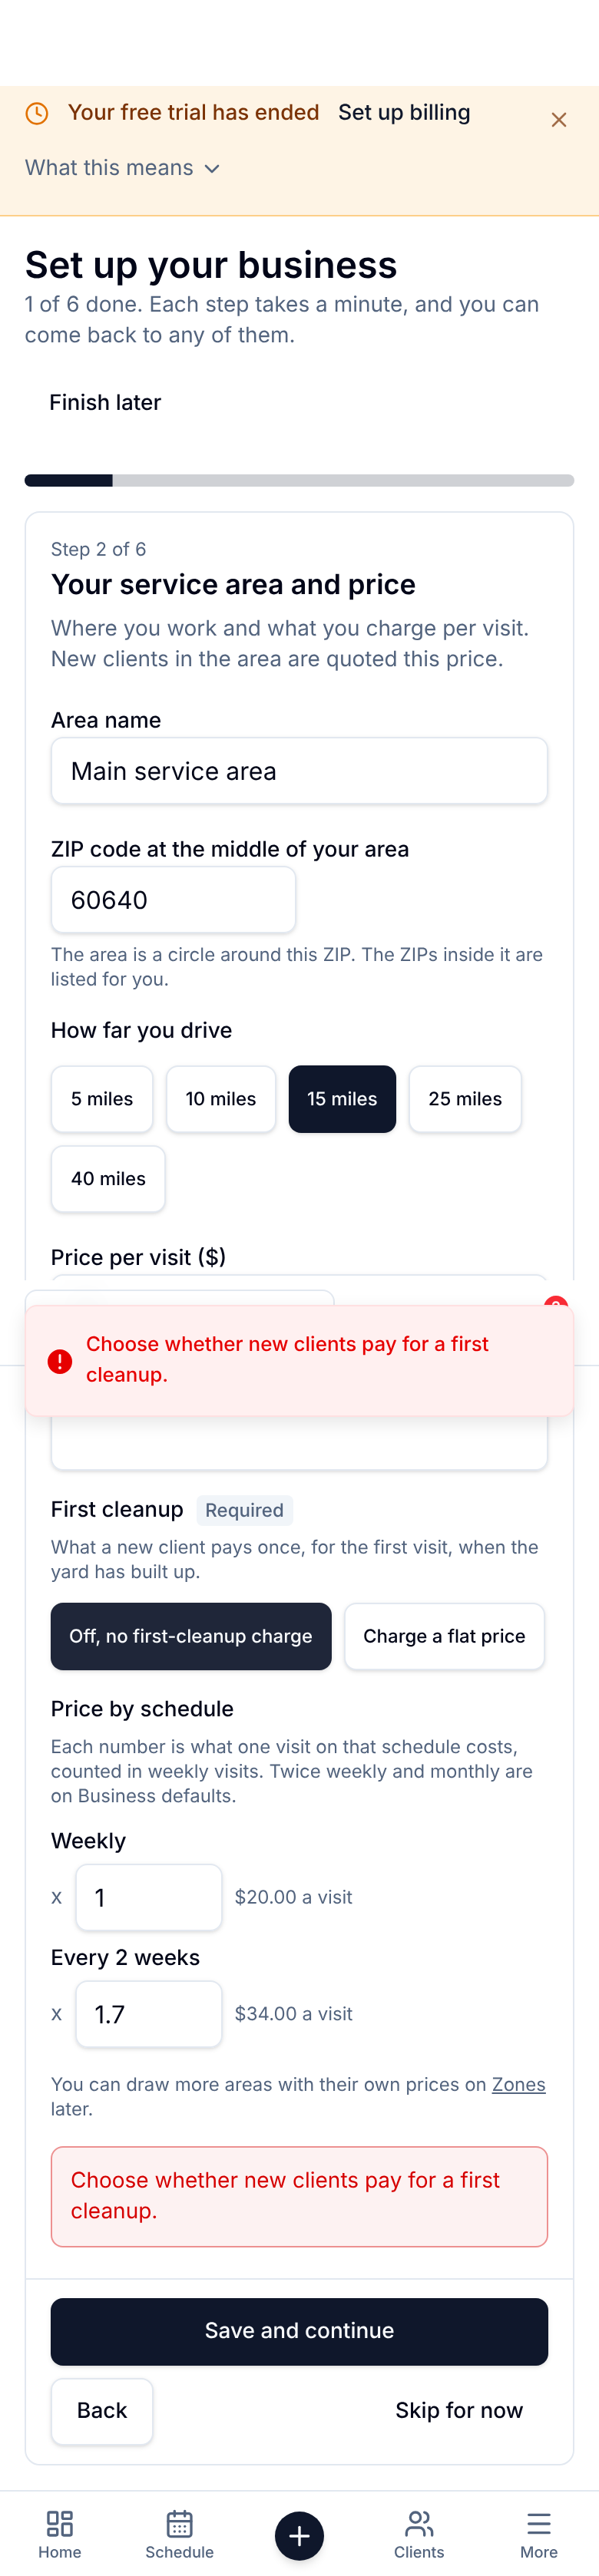 Your free trial has ended Set up billing
What this means
Set up your business
1 of 6 done. Each step takes a minute, and you can
come back to any of them.
Finish later
Step 2 of 6
Your service area and price
Where you work and what you charge per visit.
New clients in the area are quoted this price.
Area name
Main service area
ZIP code at the middle of your area
60640
The area is a circle around this ZIP. The ZIPs inside it are
listed for you.
How far you drive
5 miles
10 miles
15 miles
25 miles
40 miles
Price per visit ($)
Choose whether new clients pay for a first
cleanup.
First cleanup Required
What a new client pays once, for the first visit, when the
yard has built up.
Off, no first-cleanup charge
Charge a flat price
Price by schedule
Each number is what one visit on that schedule costs,
counted in weekly visits. Twice weekly and monthly are
on Business defaults.
Weekly
x 1 $20.00 a visit
Every 2 weeks
x 1.7 $34.00 a visit
You can draw more areas with their own prices on Zones
later.
Choose whether new clients pay for a first
cleanup.
Save and continue
Back
Skip for now
Home
Schedule
Clients
More